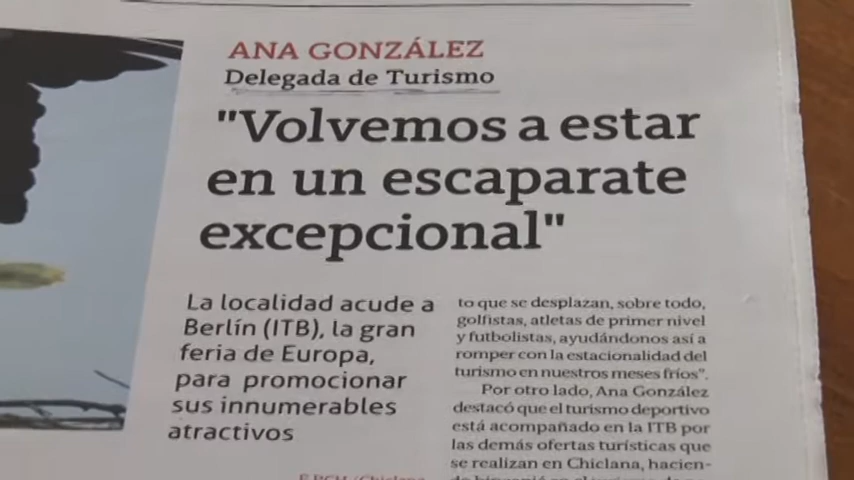 ANA GONZÁLEZ
Delegada de Turismo
"Volvemos a estar
en un escaparate
excepcional"
La localidad acude a
Berlín (ITB), la gran
feria de Europa,
para promocionar
sus innumerables
atractivos
to que se desplazan, sobre todo,
golfistas, atletas de primer nivel
y futbolistas, ayudándonos así a
romper con la estacionalidad del
turismo en nuestros meses fríos".
Por otro lado, Ana González
destacó que el turismo deportivo
está acompañado en la ITB por
las demás ofertas turísticas que
se realizan en Chiclana, hacien-